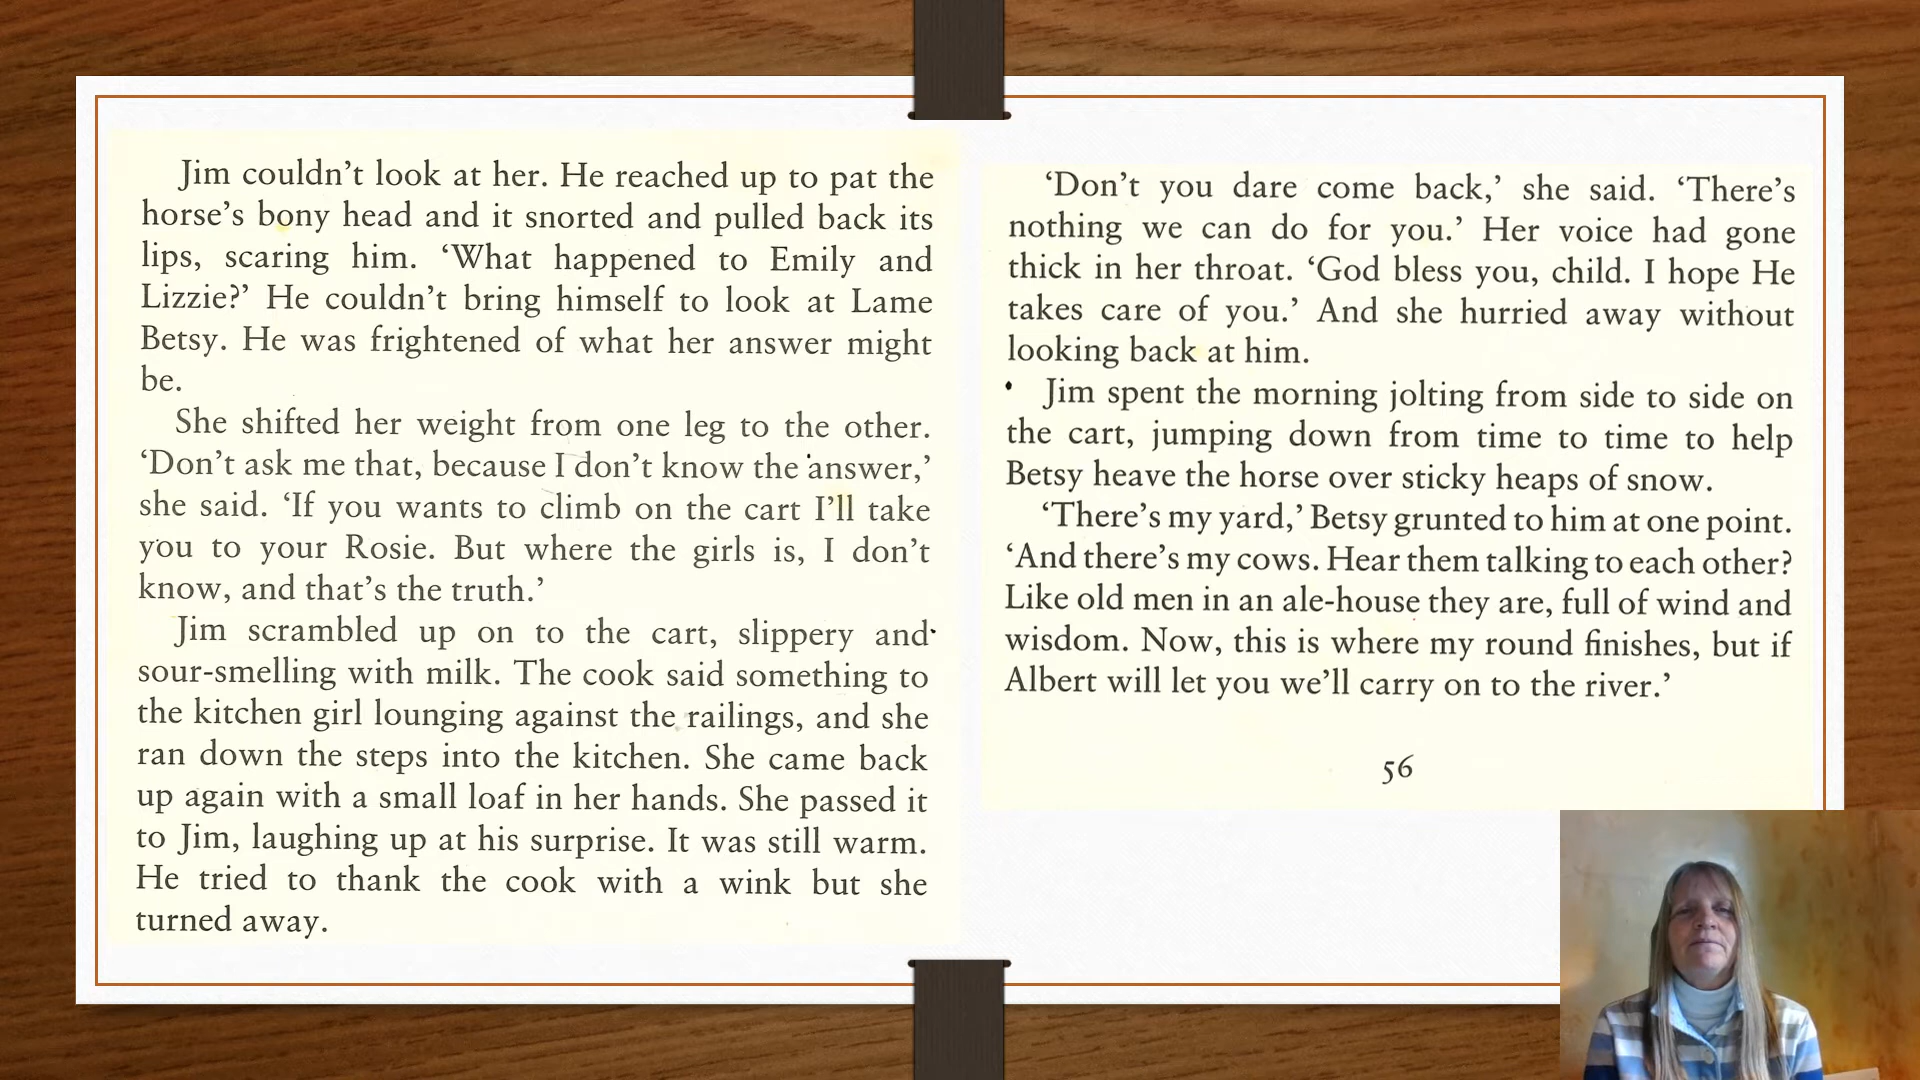 Jim couldn’t look at her. He reached up to pat the
horse’s bony head and it snorted and pulled back its
lips, scaring him. ‘What happened to Emily and
Lizzie?’ He couldn’t bring himself to look at Lame
Betsy. He was frightened of what her answer might
be.
She shifted her weight from one leg to the other.
‘Don’t ask me that, because I don’t know the answer,’
she said. ‘If you wants to climb on the cart I’ll take
you to your Rosie. But where the girls is, I don’t
know, and that’s the truth.’
Jim scrambled up on to the cart, slippery and
sour-smelling with milk. The cook said something to
the kitchen girl lounging against the railings, and she
ran down the steps into the kitchen. She came back
up again with a small loaf in her hands. She passed it
to Jim, laughing up at his surprise. It was still warm.
He tried to thank the cook with a wink but she
turned away.
‘Don’t you dare come back,’ she said. ‘There’s
nothing we can do for you.’ Her voice had gone
thick in her throat. ‘God bless you, child. I hope He
takes care of you.’ And she hurried away without
looking back at him.
Jim spent the morning jolting from side to side on
the cart, jumping down from time to time to help
Betsy heave the horse over sticky heaps of snow.
‘There’s my yard,’ Betsy grunted to him at one point.
‘And there’s my cows. Hear them talking to each other?
Like old men in an ale-house they are, full of wind and
wisdom. Now, this is where my round finishes, but if
Albert will let you we’ll carry on to the river.’
56